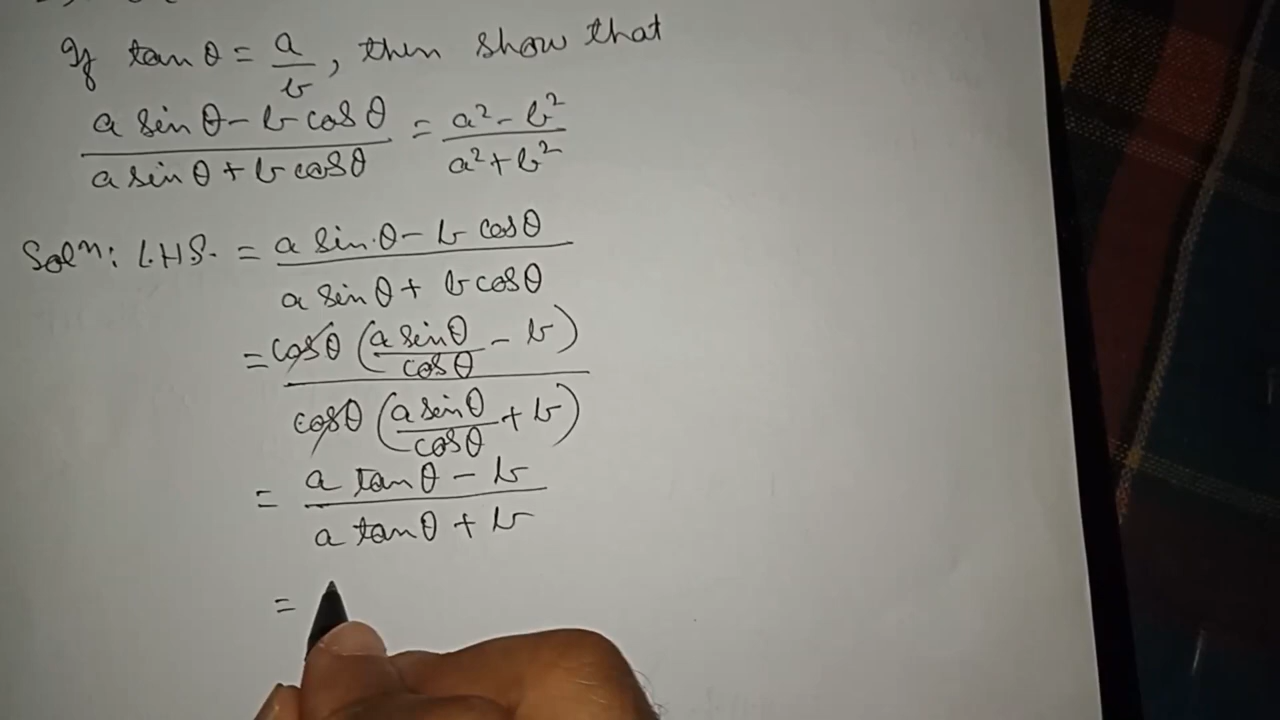 If tan θ = a/b, then show that
(a sin θ - b cos θ)/(a sin θ + b cos θ) = (a² - b²)/(a² + b²)
Solⁿ: L.H.S. = (a sin θ - b cos θ)/(a sin θ + b cos θ)
= cos θ (a sin θ/cos θ - b)/cos θ (a sin θ/cos θ + b)
= (a tan θ - b)/(a tan θ + b)
=